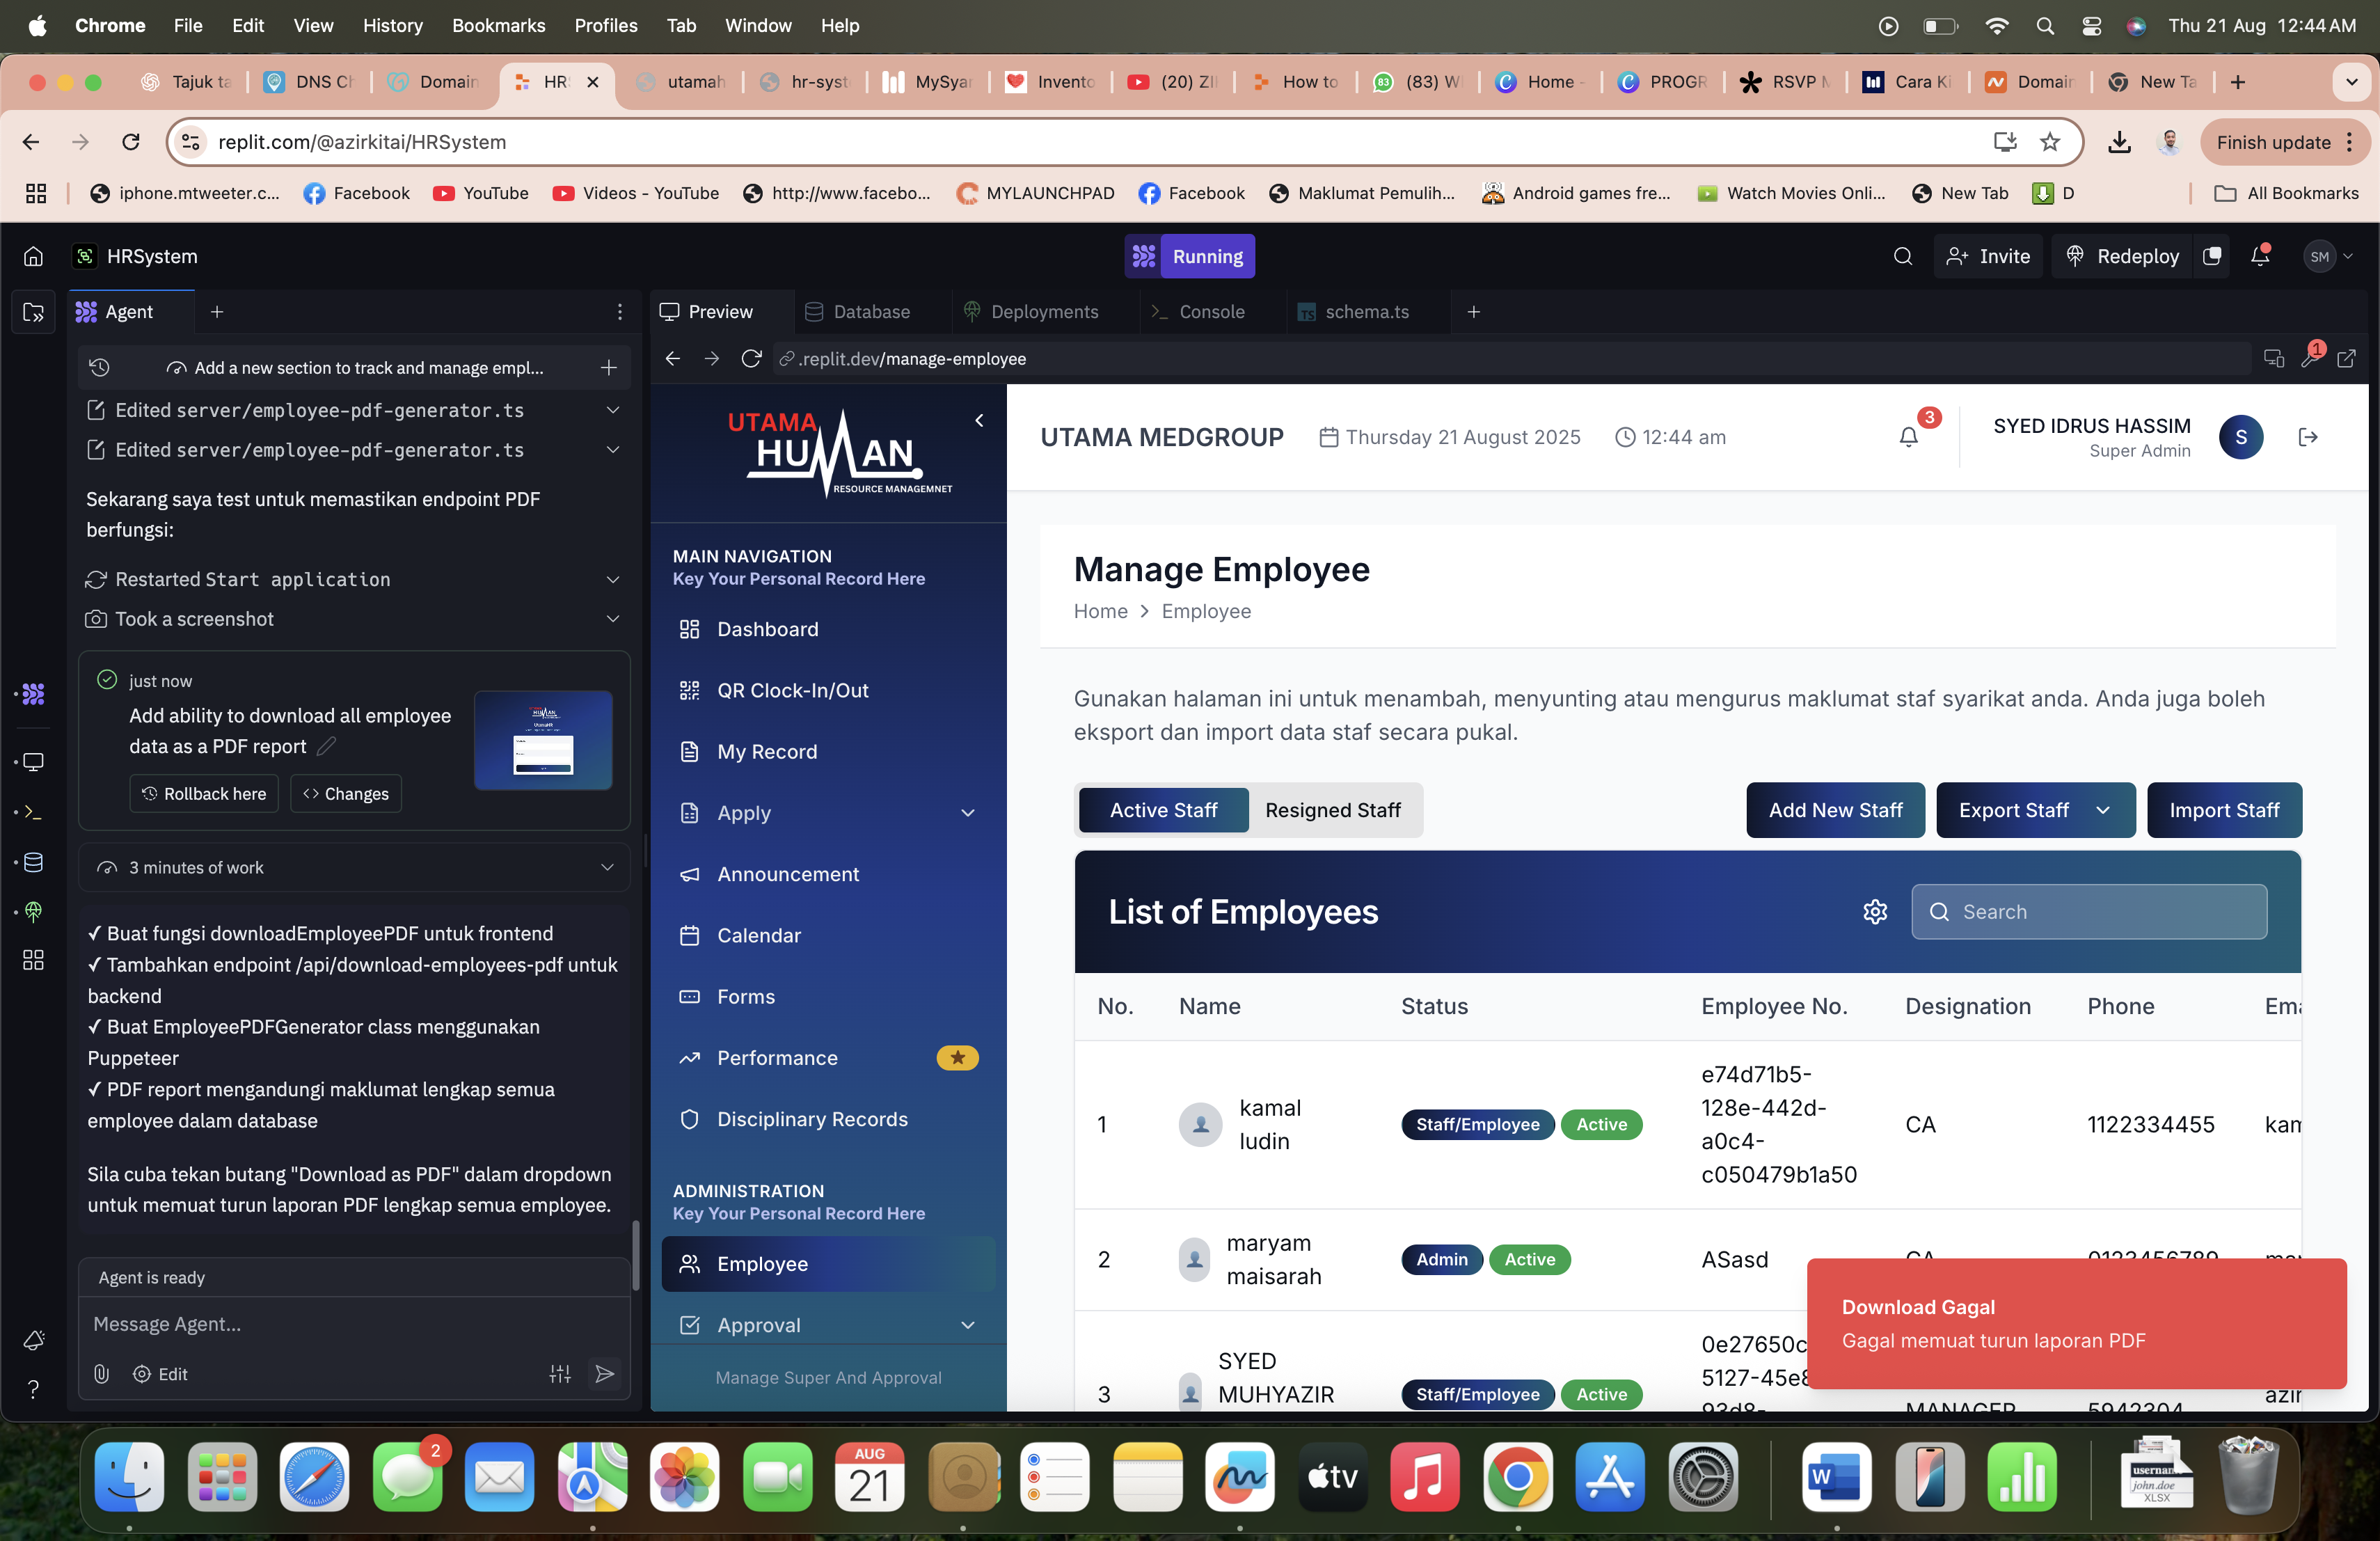 Chrome File Edit View History Bookmarks Profiles Tab Window Help Thu 21 Aug 12:44 AM
Tajuk ta DNS Ch Domain HRS utamah hr-syst MySyar Invento (20) ZI How to (83) W Home - PROGR RSVP Cara Ki Domain New Ta
replit.com/@azirkitai/HRSystem
Finish update
iphone.mtweeter.c... Facebook YouTube Videos - YouTube http://www.facebo... MYLAUNCHPAD Facebook Maklumat Pemulih... Android games fre... Watch Movies Onli... New Tab D All Bookmarks
HRSystem
Running
Invite Redeploy SM
Agent
Preview Database Deployments Console schema.ts
Add a new section to track and manage empl...
.replit.dev/manage-employee
1
Edited server/employee-pdf-generator.ts
Edited server/employee-pdf-generator.ts
Sekarang saya test untuk memastikan endpoint PDF
berfungsi:
Restarted Start application
Took a screenshot
just now
Add ability to download all employee
data as a PDF report
Rollback here Changes
3 minutes of work
✓ Buat fungsi downloadEmployeePDF untuk frontend
✓ Tambahkan endpoint /api/download-employees-pdf untuk
backend
✓ Buat EmployeePDFGenerator class menggunakan
Puppeteer
✓ PDF report mengandungi maklumat lengkap semua
employee dalam database
Sila cuba tekan butang "Download as PDF" dalam dropdown
untuk memuat turun laporan PDF lengkap semua employee.
Agent is ready
Message Agent...
Edit
UTAMA
HUMAN
RESOURCE MANAGEMNET
MAIN NAVIGATION
Key Your Personal Record Here
Dashboard
QR Clock-In/Out
My Record
Apply
Announcement
Calendar
Forms
Performance
Disciplinary Records
ADMINISTRATION
Key Your Personal Record Here
Employee
Approval
Manage Super And Approval
UTAMA MEDGROUP Thursday 21 August 2025 12:44 am
3
SYED IDRUS HASSIM
Super Admin
S
Manage Employee
Home > Employee
Gunakan halaman ini untuk menambah, menyunting atau mengurus maklumat staf syarikat anda. Anda juga boleh
eksport dan import data staf secara pukal.
Active Staff Resigned Staff Add New Staff Export Staff Import Staff
List of Employees
Search
No. Name Status Employee No. Designation Phone Ema
1 kamal ludin Staff/Employee Active e74d71b5-128e-442d-a0c4-c050479b1a50 CA 1122334455 kam
2 maryam maisarah Admin Active ASasd CA 0123456789
3 SYED MUHYAZIR Staff/Employee Active 0e27650c 5127-45e8 93d8- MANAGER 5942304 azir
Download Gagal
Gagal memuat turun laporan PDF
2
AUG
21
tv
W
username
john.doe
XLSX